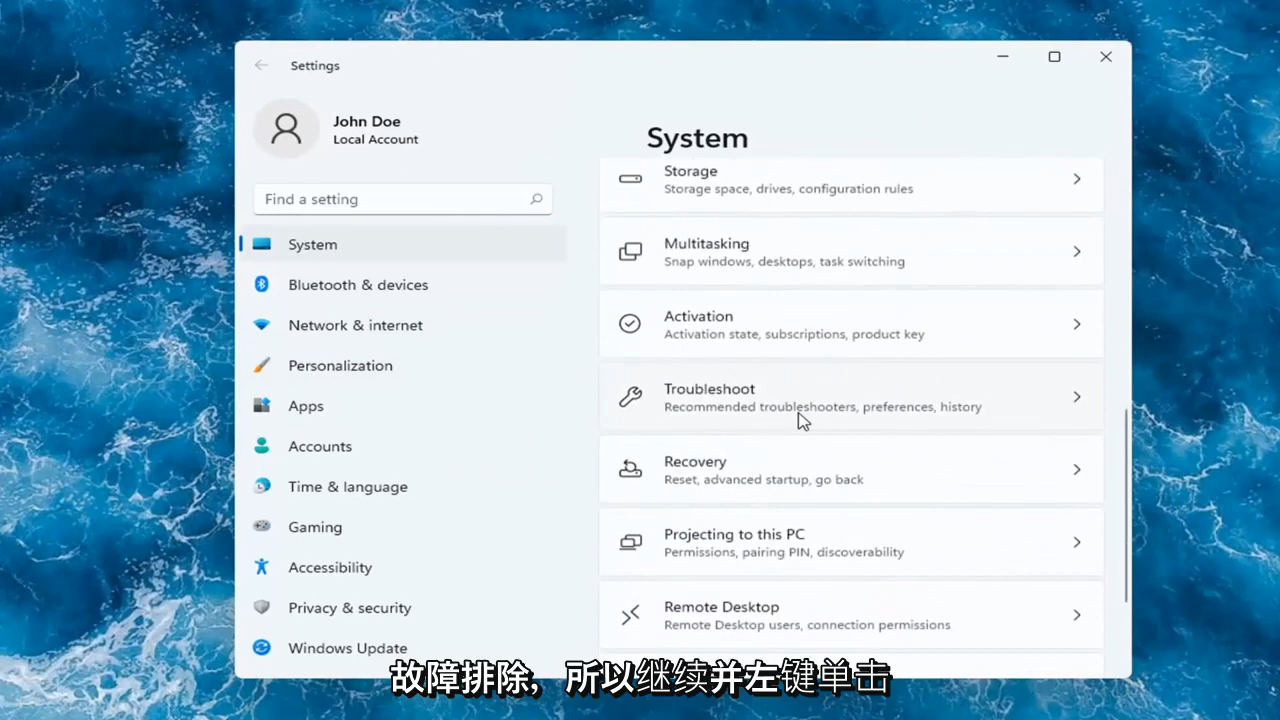 Settings
John Doe
Local Account
Find a setting
System
Bluetooth & devices
Network & internet
Personalization
Apps
Accounts
Time & language
Gaming
Accessibility
Privacy & security
Windows Update
System
Storage
Storage space, drives, configuration rules
Multitasking
Snap windows, desktops, task switching
Activation
Activation state, subscriptions, product key
Troubleshoot
Recommended troubleshooters, preferences, history
Recovery
Reset, advanced startup, go back
Projecting to this PC
Permissions, pairing PIN, discoverability
Remote Desktop
Remote Desktop users, connection permissions
故障排除，所以继续并左键单击